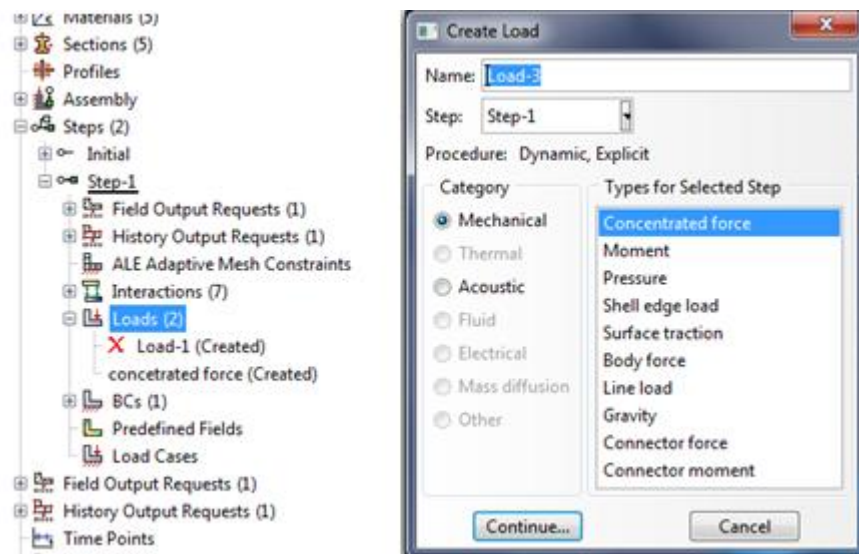 Materials (5)
Sections (5)
Profiles
Assembly
Steps (2)
Initial
Step-1
Field Output Requests (1)
History Output Requests (1)
ALE Adaptive Mesh Constraints
Interactions (7)
Loads (2)
Load-1 (Created)
concetrated force (Created)
BCs (1)
Predefined Fields
Load Cases
Field Output Requests (1)
History Output Requests (1)
Time Points
Create Load
Name: Load-3
Step: Step-1
Procedure: Dynamic, Explicit
Category
Mechanical
Thermal
Acoustic
Fluid
Electrical
Mass diffusion
Other
Types for Selected Step
Concentrated force
Moment
Pressure
Shell edge load
Surface traction
Body force
Line load
Gravity
Connector force
Connector moment
Continue... Cancel